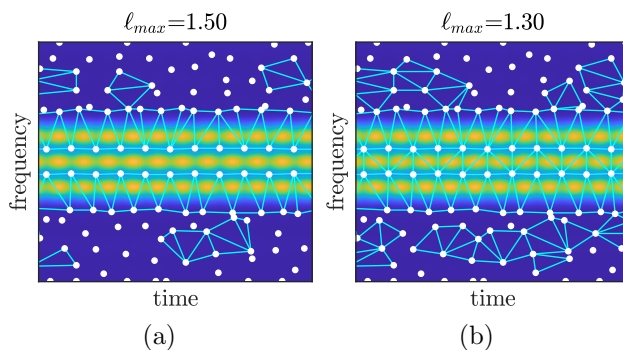 ℓmax=1.50
ℓmax=1.30
frequency
frequency
time
time
(a)
(b)